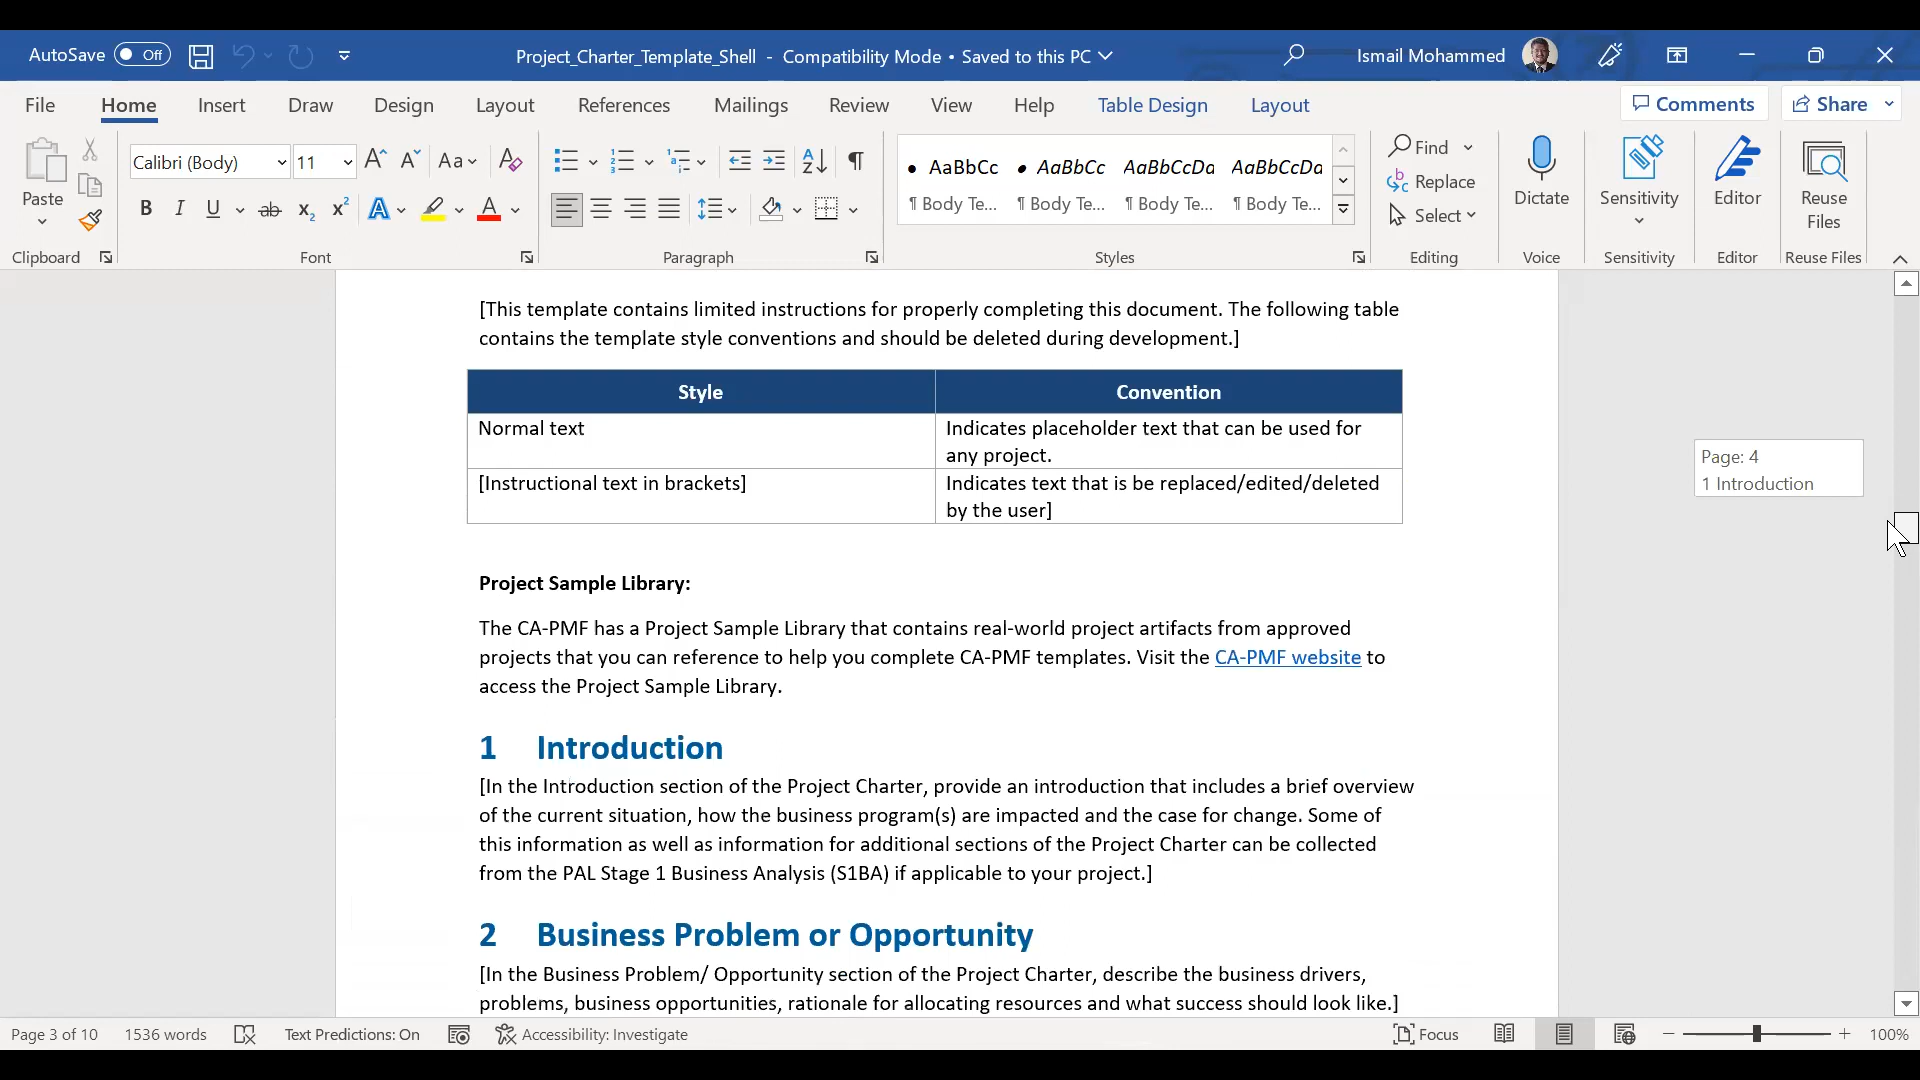 AutoSave Off Project_Charter_Template_Shell - Compatibility Mode • Saved to this PC Ismail Mohammed
File Home Insert Draw Design Layout References Mailings Review View Help Table Design Layout Comments Share
Paste
Calibri (Body) 11 Aa
B I U ab x2 x2 A A
• AaBbCc • AaBbCc AaBbCcDd AaBbCcDd
¶ Body Te... ¶ Body Te... ¶ Body Te... ¶ Body Te...
Find
Replace
Select
Dictate
Sensitivity
Editor
Reuse
Files
Clipboard Font Paragraph Styles Editing Voice Sensitivity Editor Reuse Files
[This template contains limited instructions for properly completing this document. The following table
contains the template style conventions and should be deleted during development.]
Style Convention
Normal text
Indicates placeholder text that can be used for
any project.
[Instructional text in brackets]
Indicates text that is be replaced/edited/deleted
by the user]
Page: 4
1 Introduction
Project Sample Library:
The CA-PMF has a Project Sample Library that contains real-world project artifacts from approved
projects that you can reference to help you complete CA-PMF templates. Visit the CA-PMF website to
access the Project Sample Library.
1 Introduction
[In the Introduction section of the Project Charter, provide an introduction that includes a brief overview
of the current situation, how the business program(s) are impacted and the case for change. Some of
this information as well as information for additional sections of the Project Charter can be collected
from the PAL Stage 1 Business Analysis (S1BA) if applicable to your project.]
2 Business Problem or Opportunity
[In the Business Problem/ Opportunity section of the Project Charter, describe the business drivers,
problems, business opportunities, rationale for allocating resources and what success should look like.]
Page 3 of 10 1536 words Text Predictions: On Accessibility: Investigate Focus 100%